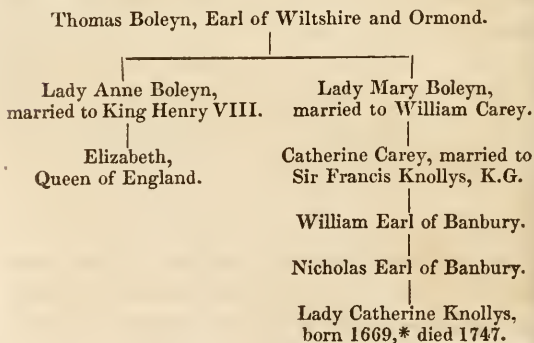 Thomas Boleyn, Earl of Wiltshire and Ormond.
Lady Anne Boleyn,
married to King Henry VIII.
Elizabeth,
Queen of England.
Lady Mary Boleyn,
married to William Carey.
Catherine Carey, married to
Sir Francis Knollys, K.G.
William Earl of Banbury.
Nicholas Earl of Banbury.
Lady Catherine Knollys,
born 1669,* died 1747.